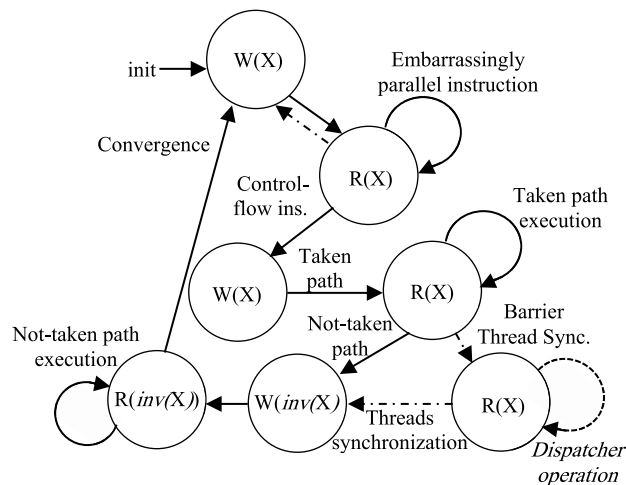 init
W(X)
Embarrassingly
parallel instruction
Convergence
R(X)
Control-
flow ins.
Taken path
execution
W(X)
Taken
path
R(X)
Barrier
Thread Sync.
Not-taken
path
Not-taken path
execution
R(inv(X))
W(inv(X)
R(X)
Threads
synchronization
Dispatcher
operation